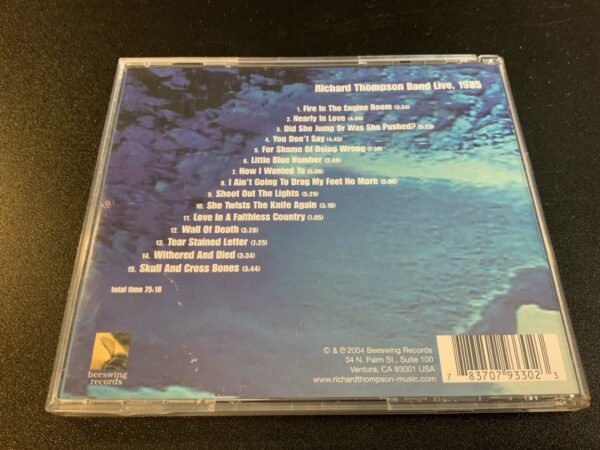 Richard Thompson Band Live, 1985
1. Fire In The Engine Room (3:34)
2. Nearly In Love (4:08)
3. Did She Jump Or Was She Pushed? (5:23)
4. You Don't Say (4:45)
5. For Shame Of Doing Wrong (7:38)
6. Little Blue Number (2:49)
7. How I Wanted To (5:06)
8. I Ain't Going To Drag My Feet No More (5:06)
9. Shoot Out The Lights (5:29)
10. She Twists The Knife Again (3:10)
11. Love In A Faithless Country (7:05)
12. Wall Of Death (3:28)
13. Tear Stained Letter (7:25)
14. Withered And Died (3:34)
15. Skull And Cross Bones (3:44)
total time 75:18
beeswing
records
© & ℗ 2004 Beeswing Records
34 N. Palm St., Suite 100
Ventura, CA 93001 USA
www.richardthompson-music.com
7 83707 93302 3